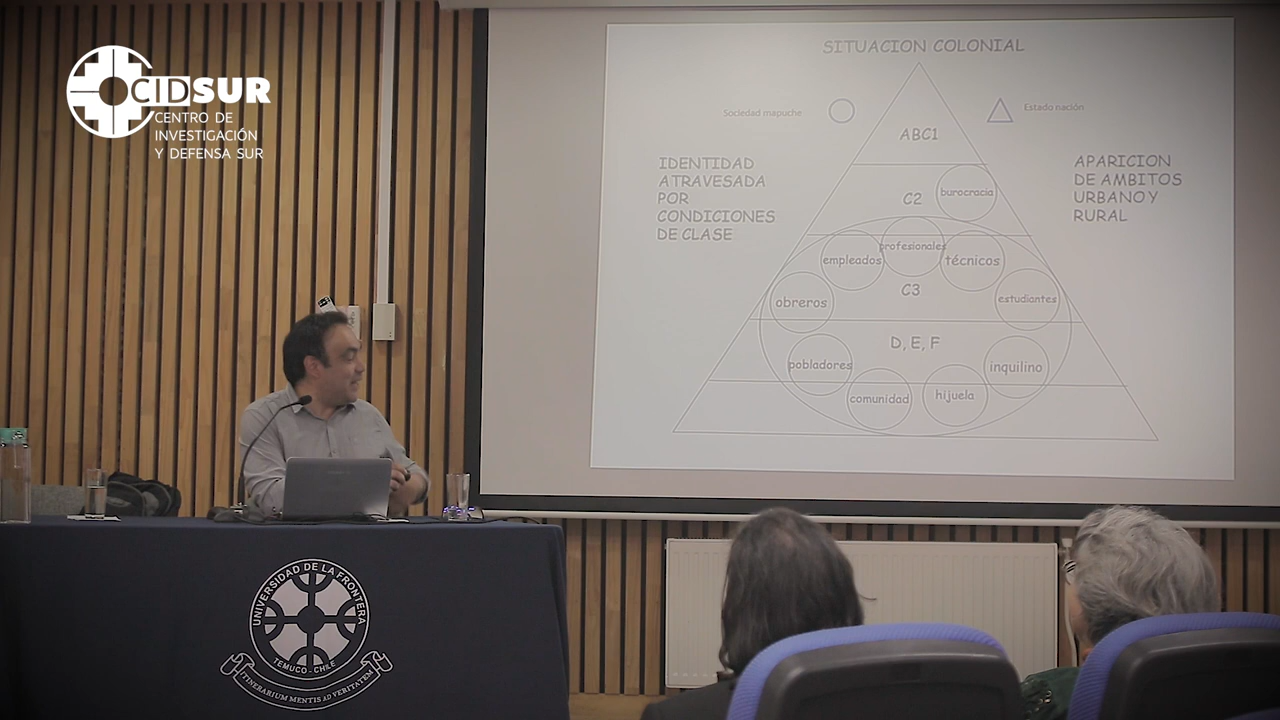 CIDSUR
CENTRO DE
INVESTIGACIÓN
Y DEFENSA SUR
SITUACION COLONIAL
Sociedad mapuche
Estado nación
ABC1
IDENTIDAD
ATRAVESADA
POR
CONDICIONES
DE CLASE
APARICION
DE AMBITOS
URBANO Y
RURAL
C2
burocracia
profesionales
empleados
técnicos
C3
obreros
estudiantes
D, E, F
pobladores
inquilino
comunidad
hijuela
UNIVERSIDAD DE LA FRONTERA
TEMUCO - CHILE
ITINERARIUM MENTIS AD VERITATEM